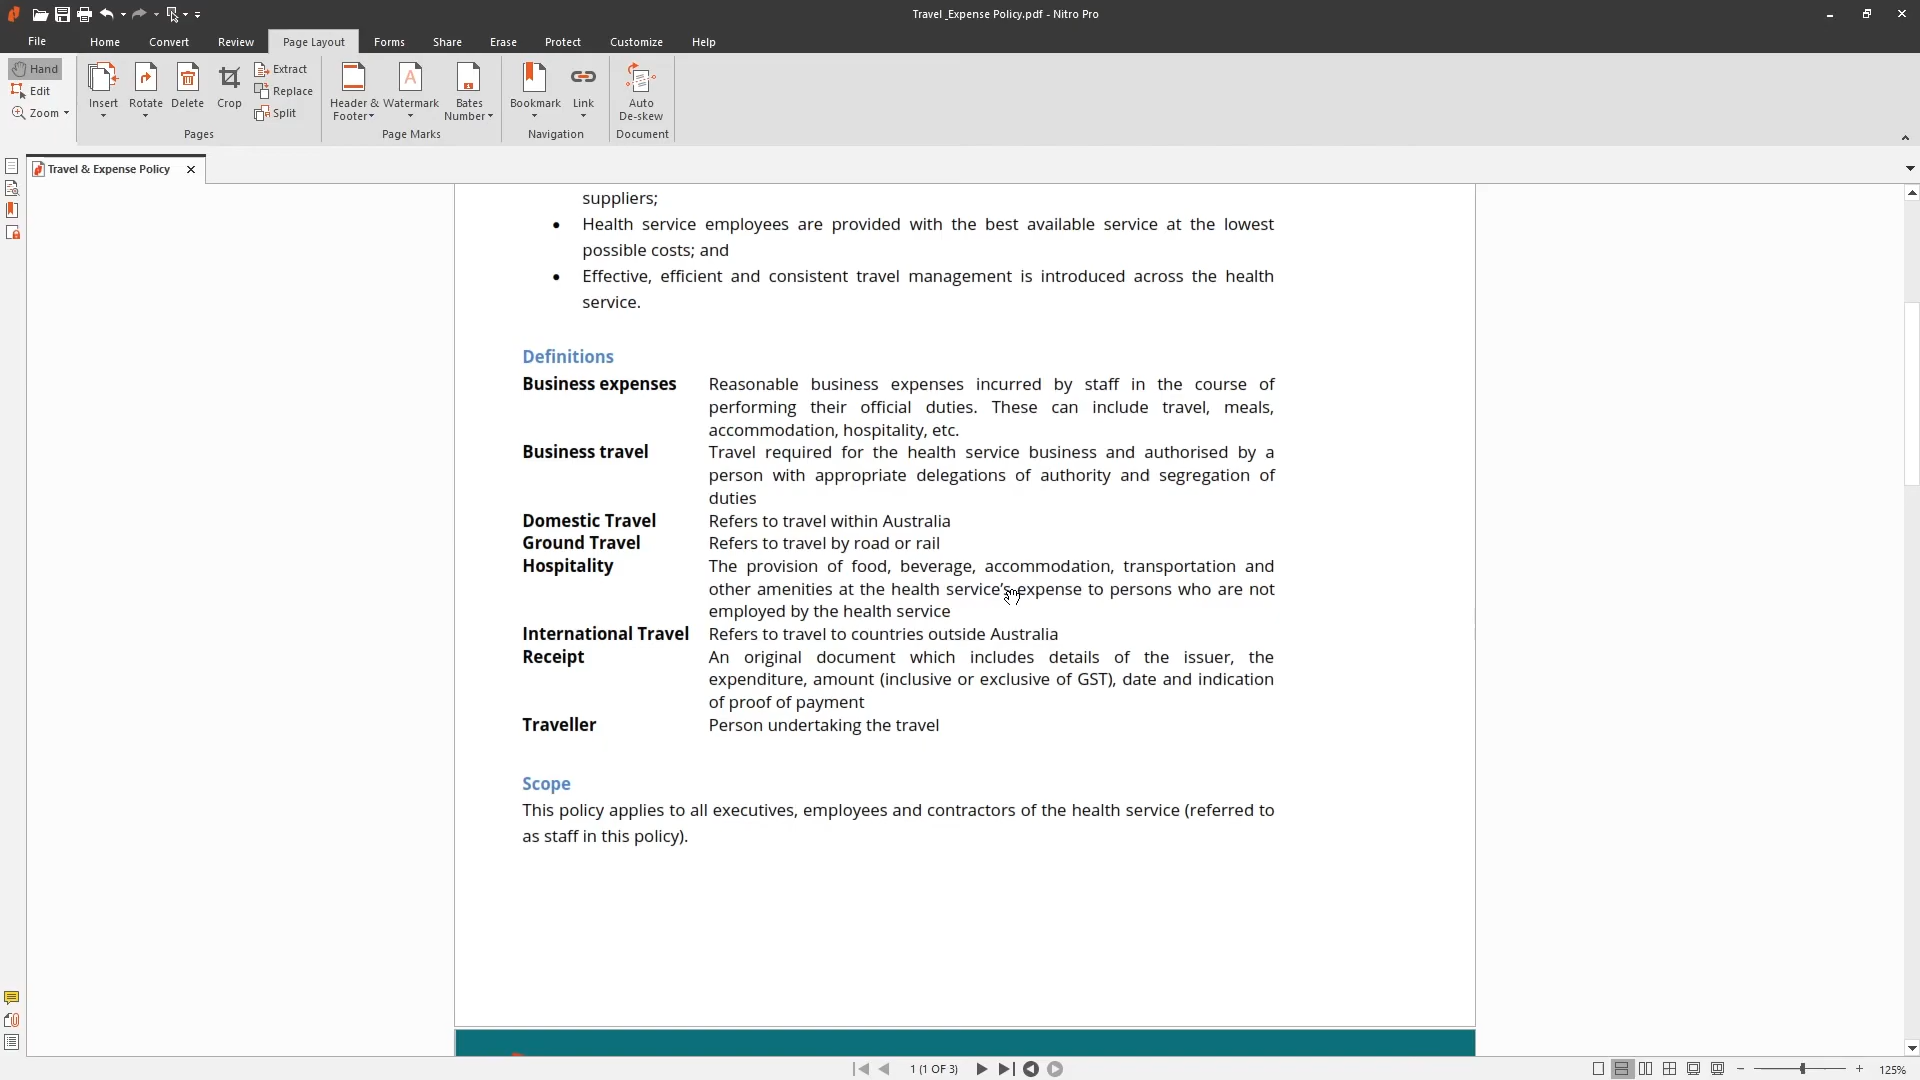 Travel _Expense Policy.pdf - Nitro Pro
File Home Convert Review Page Layout Forms Share Erase Protect Customize Help
Hand
Edit
Zoom
Insert Rotate Delete Crop
Extract
Replace
Split
Pages
Header & Footer
Watermark
Bates Number
Page Marks
Bookmark Link
Navigation
Auto De-skew
Document
Travel & Expense Policy
suppliers;
• Health service employees are provided with the best available service at the lowest
possible costs; and
• Effective, efficient and consistent travel management is introduced across the health
service.
Definitions
Business expenses Reasonable business expenses incurred by staff in the course of
performing their official duties. These can include travel, meals,
accommodation, hospitality, etc.
Business travel Travel required for the health service business and authorised by a
person with appropriate delegations of authority and segregation of
duties
Domestic Travel Refers to travel within Australia
Ground Travel Refers to travel by road or rail
Hospitality The provision of food, beverage, accommodation, transportation and
other amenities at the health service’s expense to persons who are not
employed by the health service
International Travel Refers to travel to countries outside Australia
Receipt An original document which includes details of the issuer, the
expenditure, amount (inclusive or exclusive of GST), date and indication
of proof of payment
Traveller Person undertaking the travel
Scope
This policy applies to all executives, employees and contractors of the health service (referred to
as staff in this policy).
1 (1 OF 3)
125%